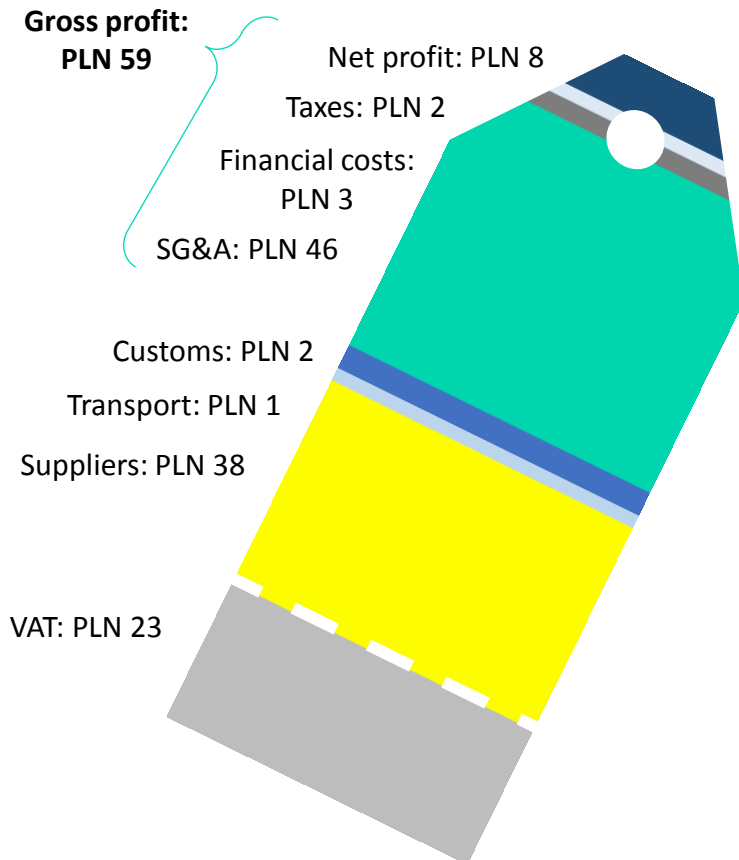 Gross profit:
PLN 59
Net profit: PLN 8
Taxes: PLN 2
Financial costs:
PLN 3
SG&A: PLN 46
Customs: PLN 2
Transport: PLN 1
Suppliers: PLN 38
VAT: PLN 23